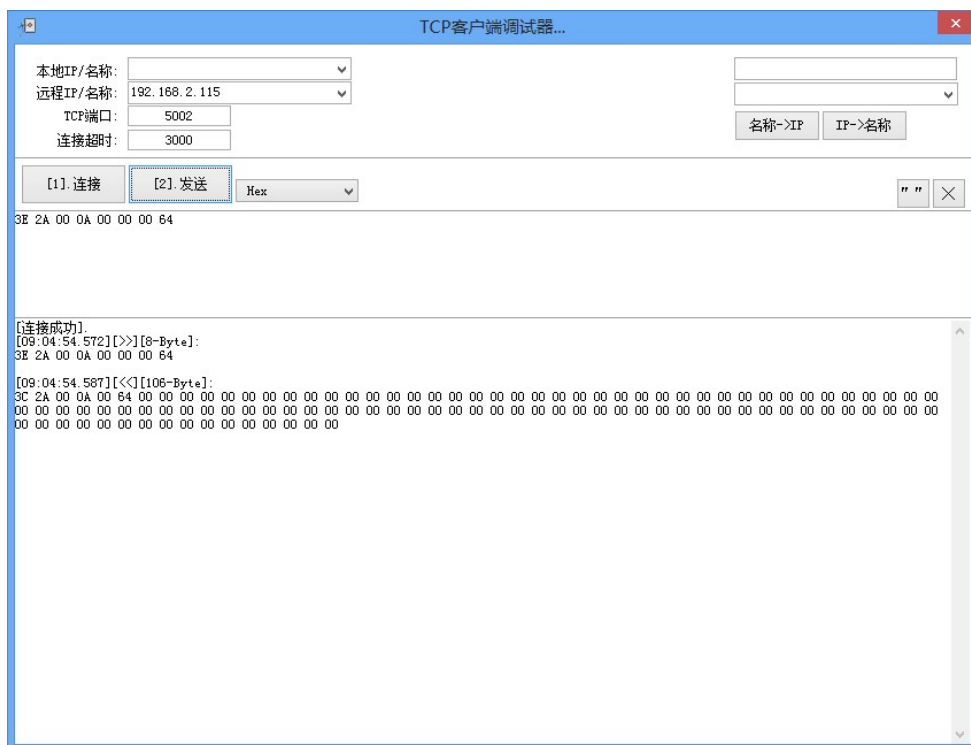 TCP客户端调试器...
本地IP/名称:
远程IP/名称: 192.168.2.115
TCP端口: 5002
名称->IP IP->名称
连接超时: 3000
[1].连接 [2].发送 Hex " "
3E 2A 00 0A 00 00 00 64
[连接成功].
[09:04:54.572][>>][8-Byte]:
3E 2A 00 0A 00 00 00 64
[09:04:54.587][<<][106-Byte]:
3C 2A 00 0A 00 64 00 00 00 00 00 00 00 00 00 00 00 00 00 00 00 00 00 00 00 00 00 00 00 00 00 00 00 00 00 00 00 00 00 00 00 00 00 00 00
00 00 00 00 00 00 00 00 00 00 00 00 00 00 00 00 00 00 00 00 00 00 00 00 00 00 00 00 00 00 00 00 00 00 00 00 00 00 00 00 00 00 00 00 00
00 00 00 00 00 00 00 00 00 00 00 00 00 00 00 00